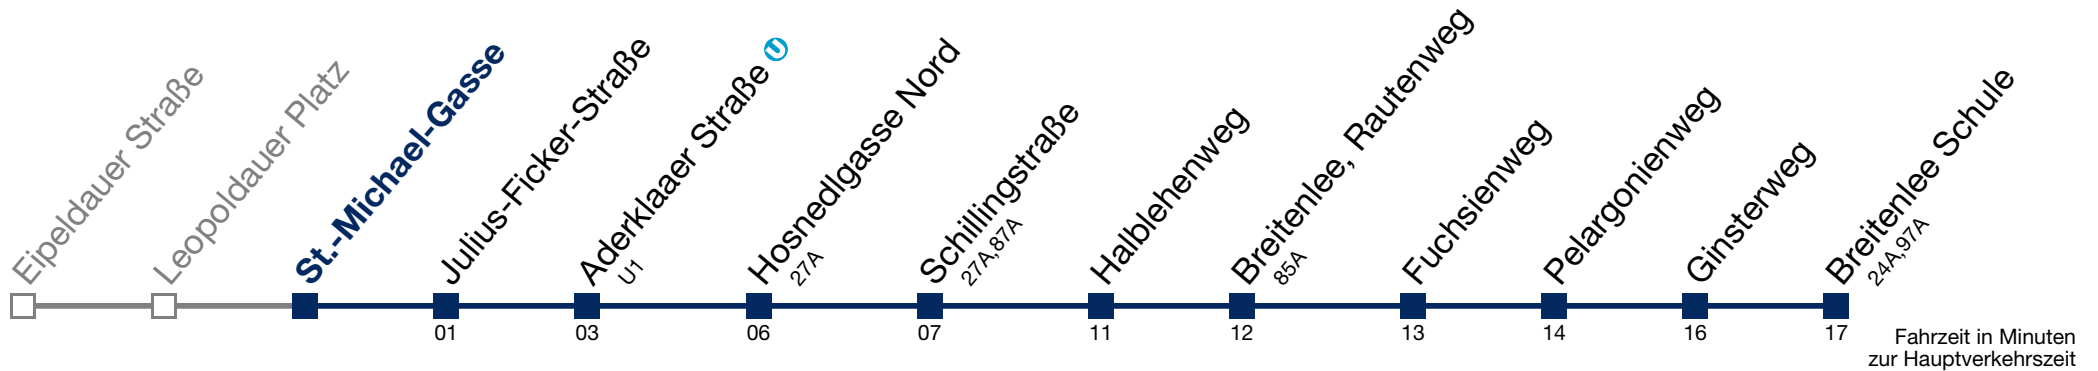 Eipeldauer Straße
Leopoldauer Platz
St.-Michael-Gasse
Julius-Ficker-Straße
01
Aderklaaer Straße U
U1
03
Hosnedlgasse Nord
27A
06
Schillingstraße
27A,87A
07
Halblehenweg
11
Breitenlee, Rautenweg
85A
12
Fuchsienweg
13
Pelargonienweg
14
Ginsterweg
16
Breitenlee Schule
24A,97A
17
Fahrzeit in Minuten
zur Hauptverkehrszeit